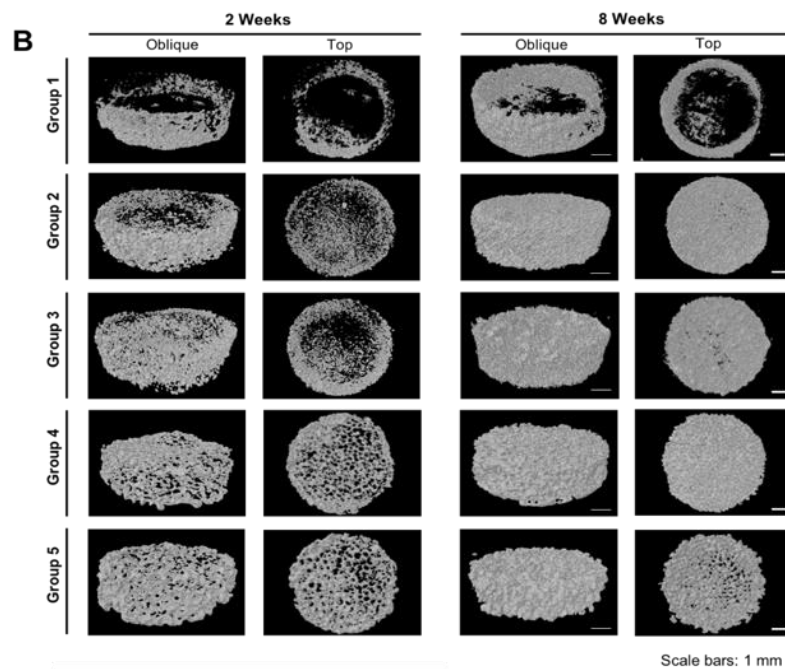 B
2 Weeks
8 Weeks
Oblique
Top
Oblique
Top
Group 1
Group 2
Group 3
Group 4
Group 5
Scale bars: 1 mm